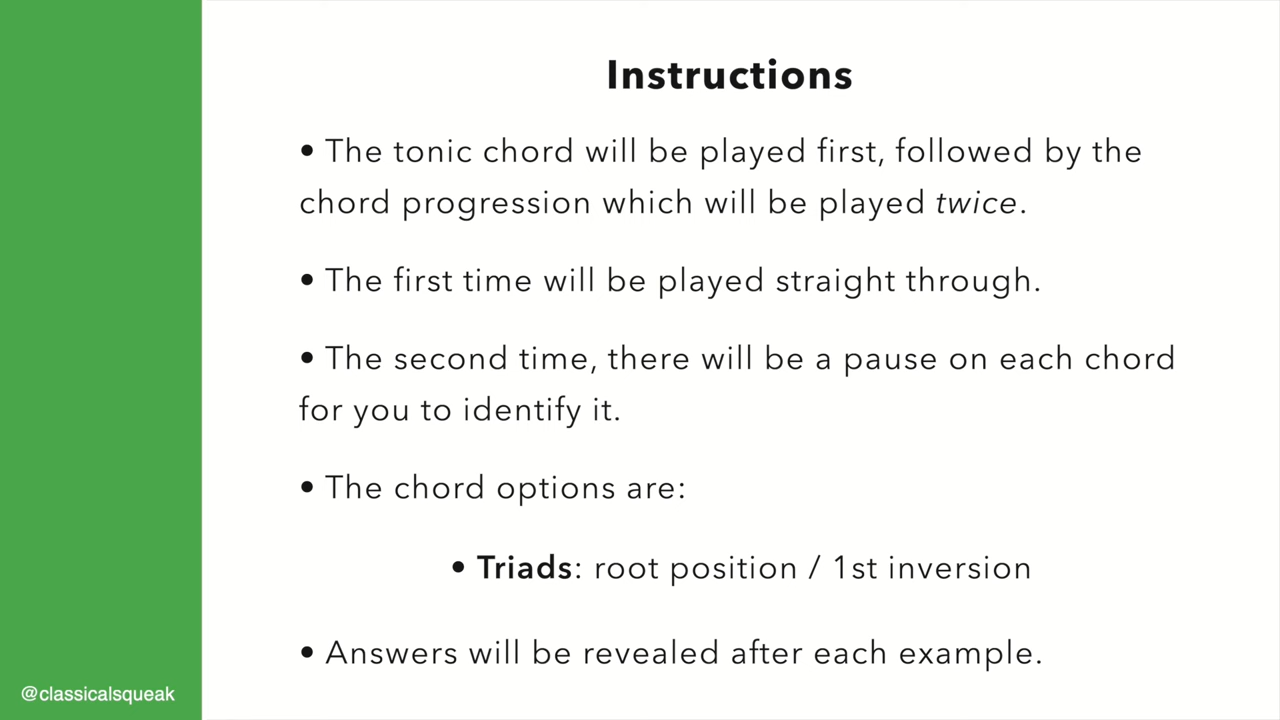 Instructions
• The tonic chord will be played first, followed by the
chord progression which will be played twice.
• The first time will be played straight through.
• The second time, there will be a pause on each chord
for you to identify it.
• The chord options are:
• Triads: root position / 1st inversion
• Answers will be revealed after each example.
@classicalsqueak